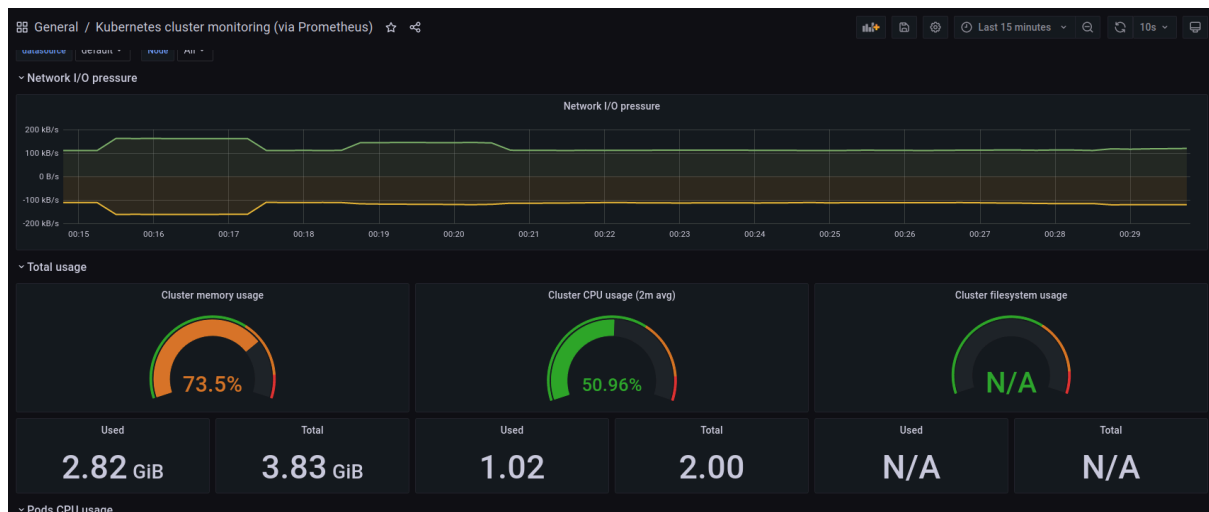 General / Kubernetes cluster monitoring (via Prometheus) Last 15 minutes 10s
datasource default Node All
Network I/O pressure
Network I/O pressure
200 kB/s
100 kB/s
0 B/s
-100 kB/s
-200 kB/s
00:15 00:16 00:17 00:18 00:19 00:20 00:21 00:22 00:23 00:24 00:25 00:26 00:27 00:28 00:29
Total usage
Cluster memory usage Cluster CPU usage (2m avg) Cluster filesystem usage
73.5% 50.96% N/A
Used Total Used Total Used Total
2.82 GiB 3.83 GiB 1.02 2.00 N/A N/A
Pods CPU usage